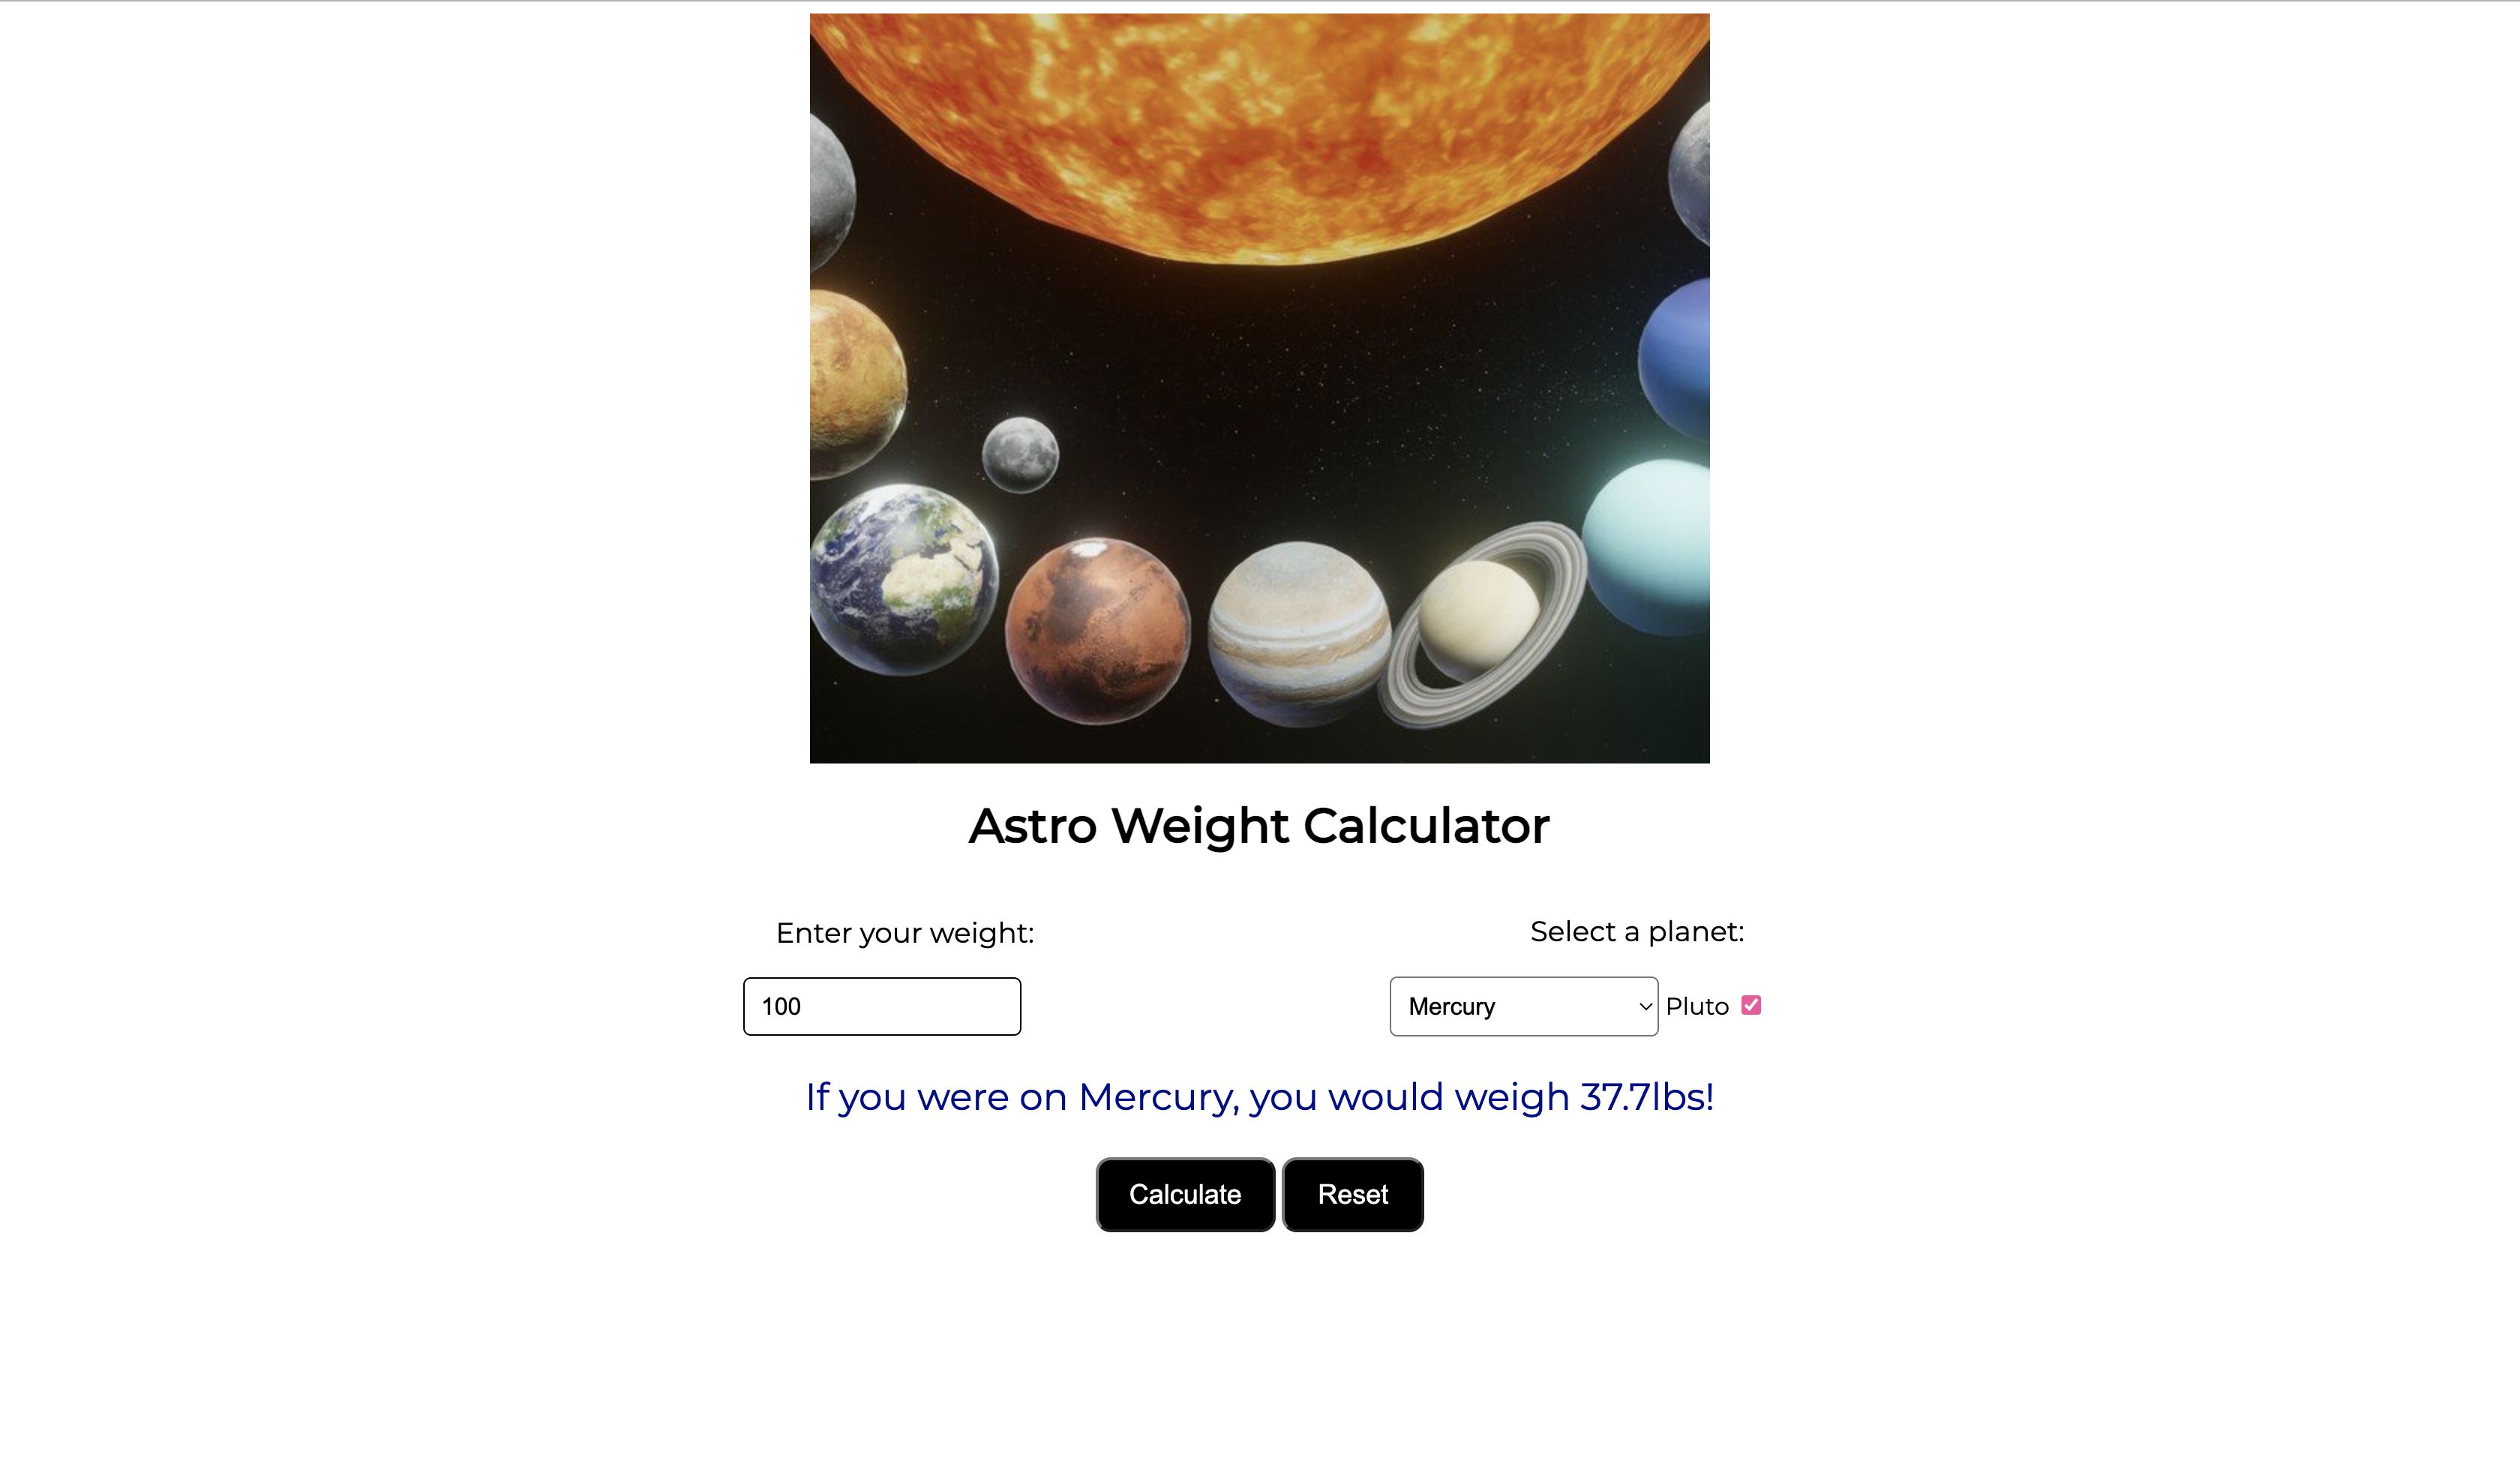 Astro Weight Calculator
Enter your weight:
Select a planet:
100
Mercury
Pluto
If you were on Mercury, you would weigh 37.7lbs!
Calculate
Reset